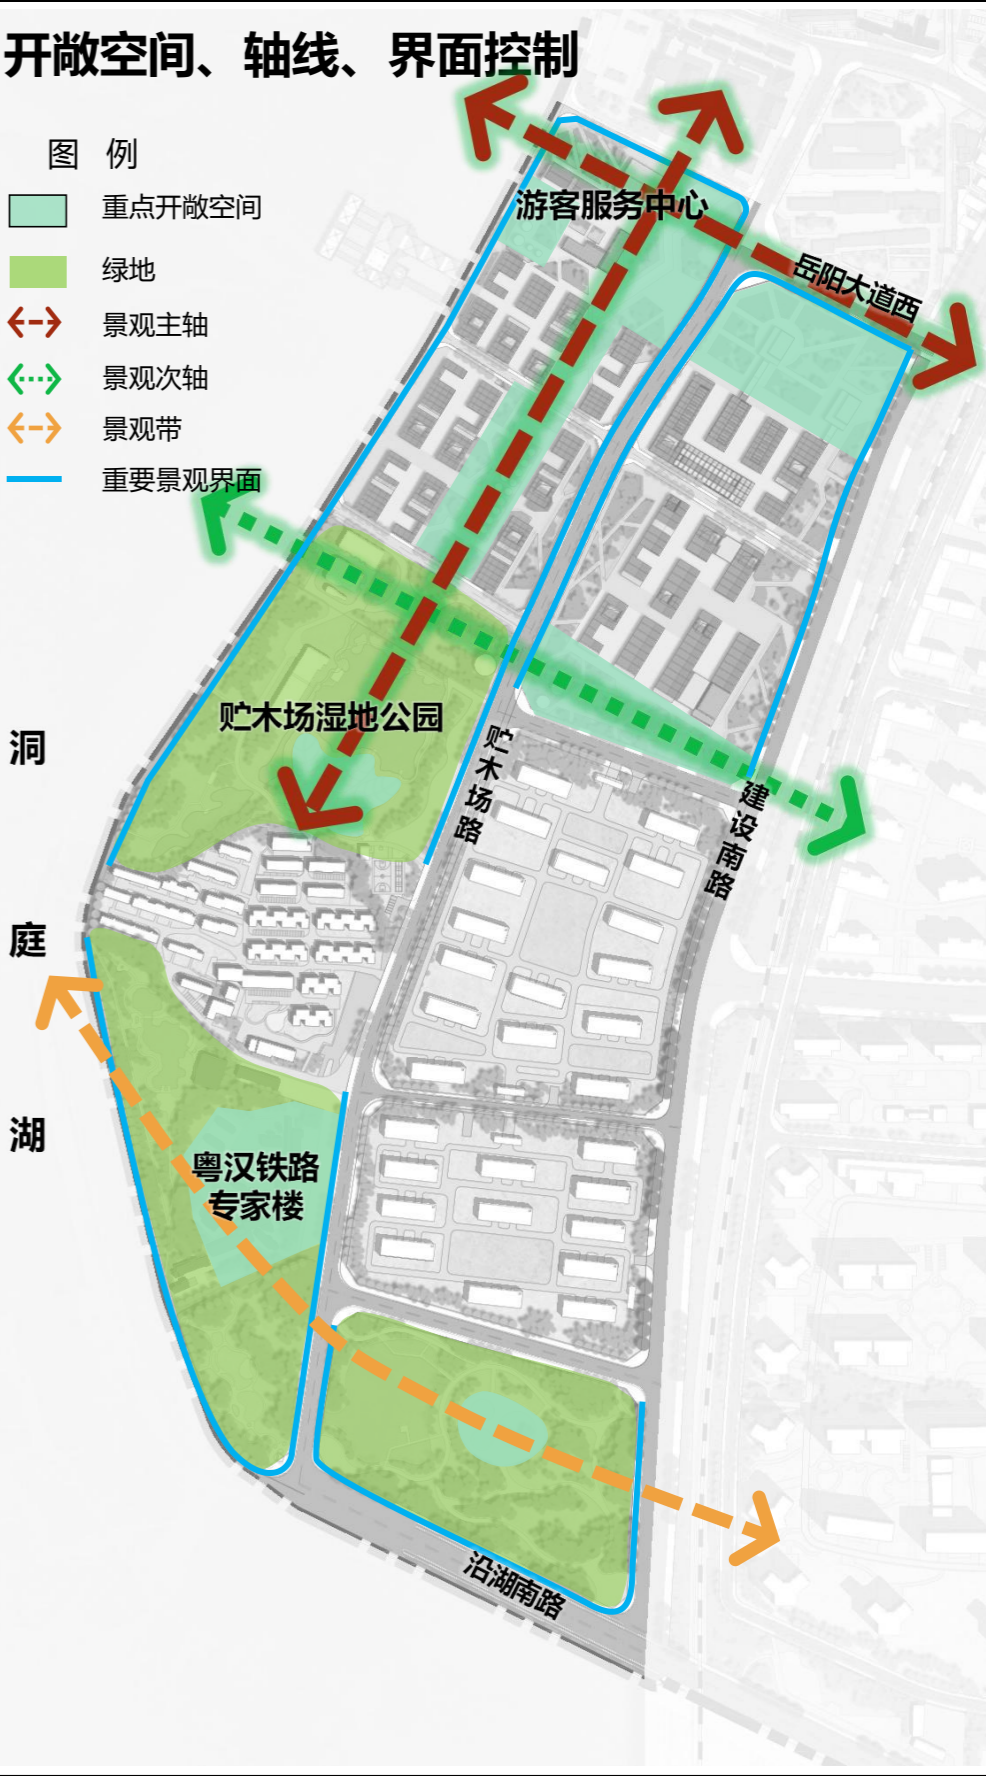 开敞空间、轴线、界面控制
图 例
重点开敞空间
绿地
景观主轴
景观次轴
景观带
重要景观界面
游客服务中心
岳阳大道西
贮木场湿地公园
贮木场路
建设南路
洞庭湖
粤汉铁路
专家楼
沿湖南路